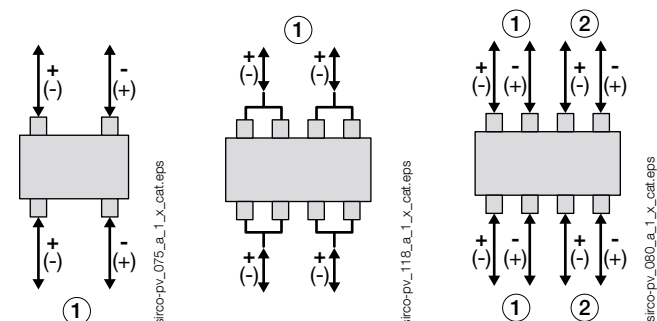 +
(-)
-
(+)
+
(-)
-
(+)
1
sirco-pv_075_a_1_x_cat.eps
1
+
(-)
+
(-)
+
(-)
+
(-)
sirco-pv_118_a_1_x_cat.eps
1 2
+ - + -
(-) (+) (-) (+)
+ - + -
(-) (+) (-) (+)
1 2
sirco-pv_080_a_1_x_cat.eps